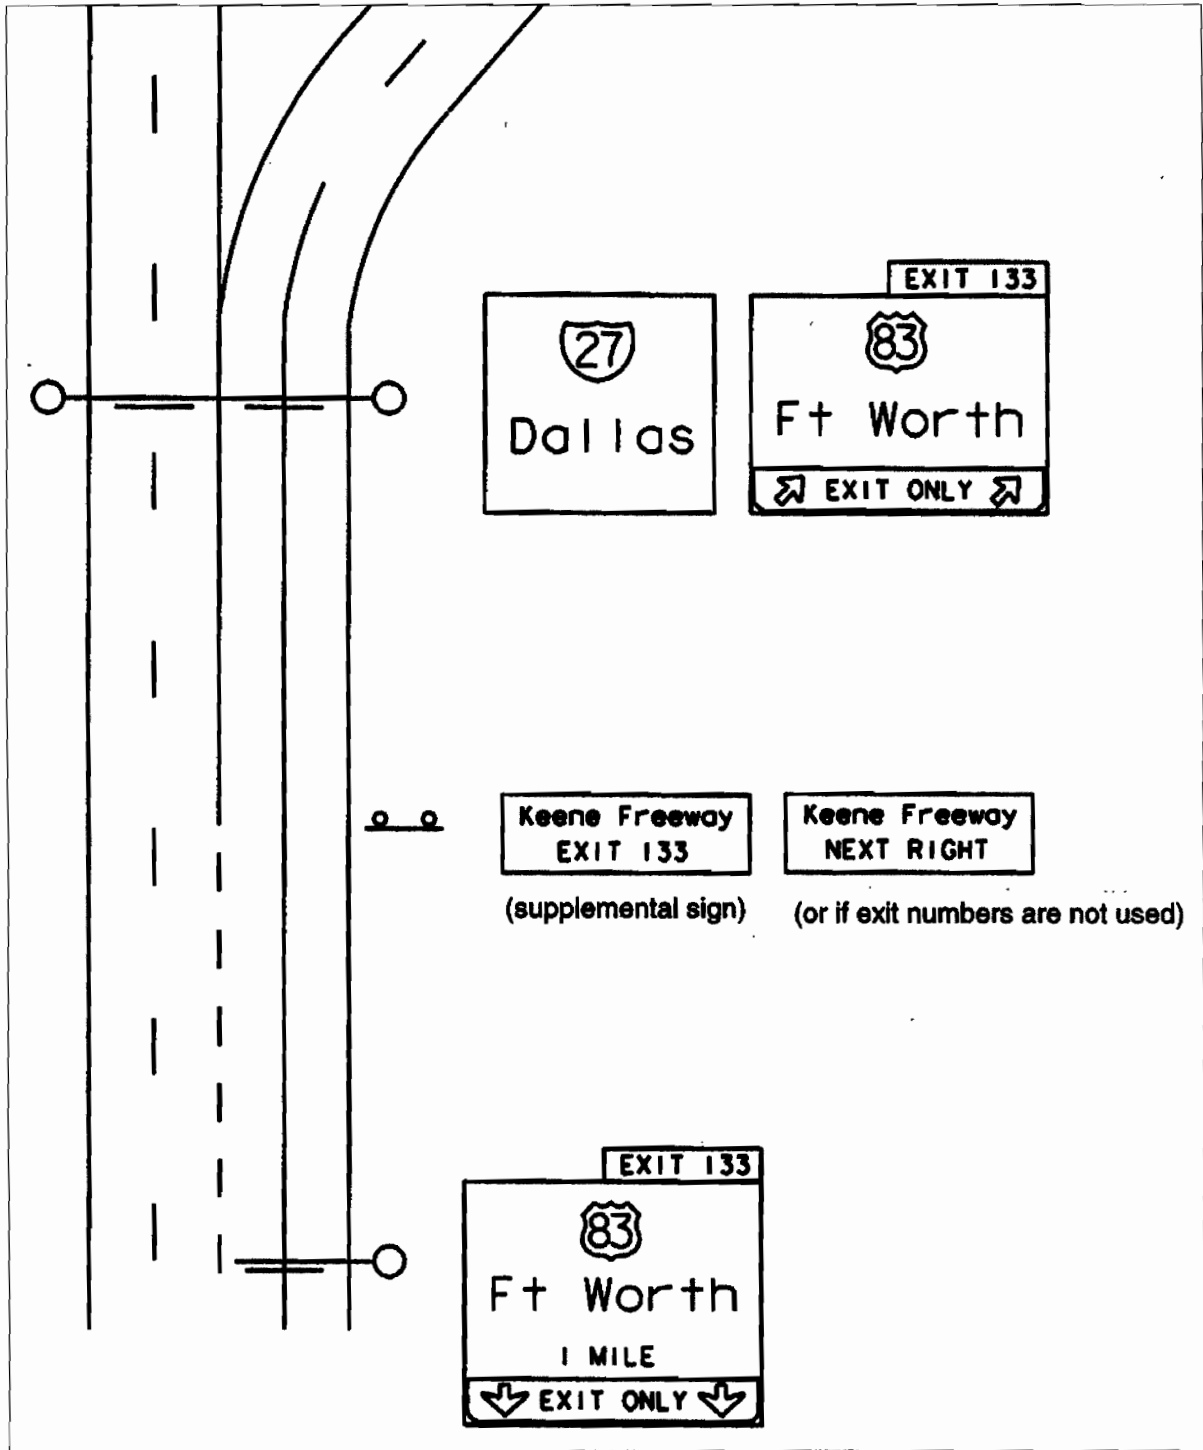 27
Dallas
EXIT 133
83
Ft Worth
EXIT ONLY
Keene Freeway
EXIT 133
(supplemental sign)
Keene Freeway
NEXT RIGHT
(or if exit numbers are not used)
EXIT 133
83
Ft Worth
1 MILE
EXIT ONLY